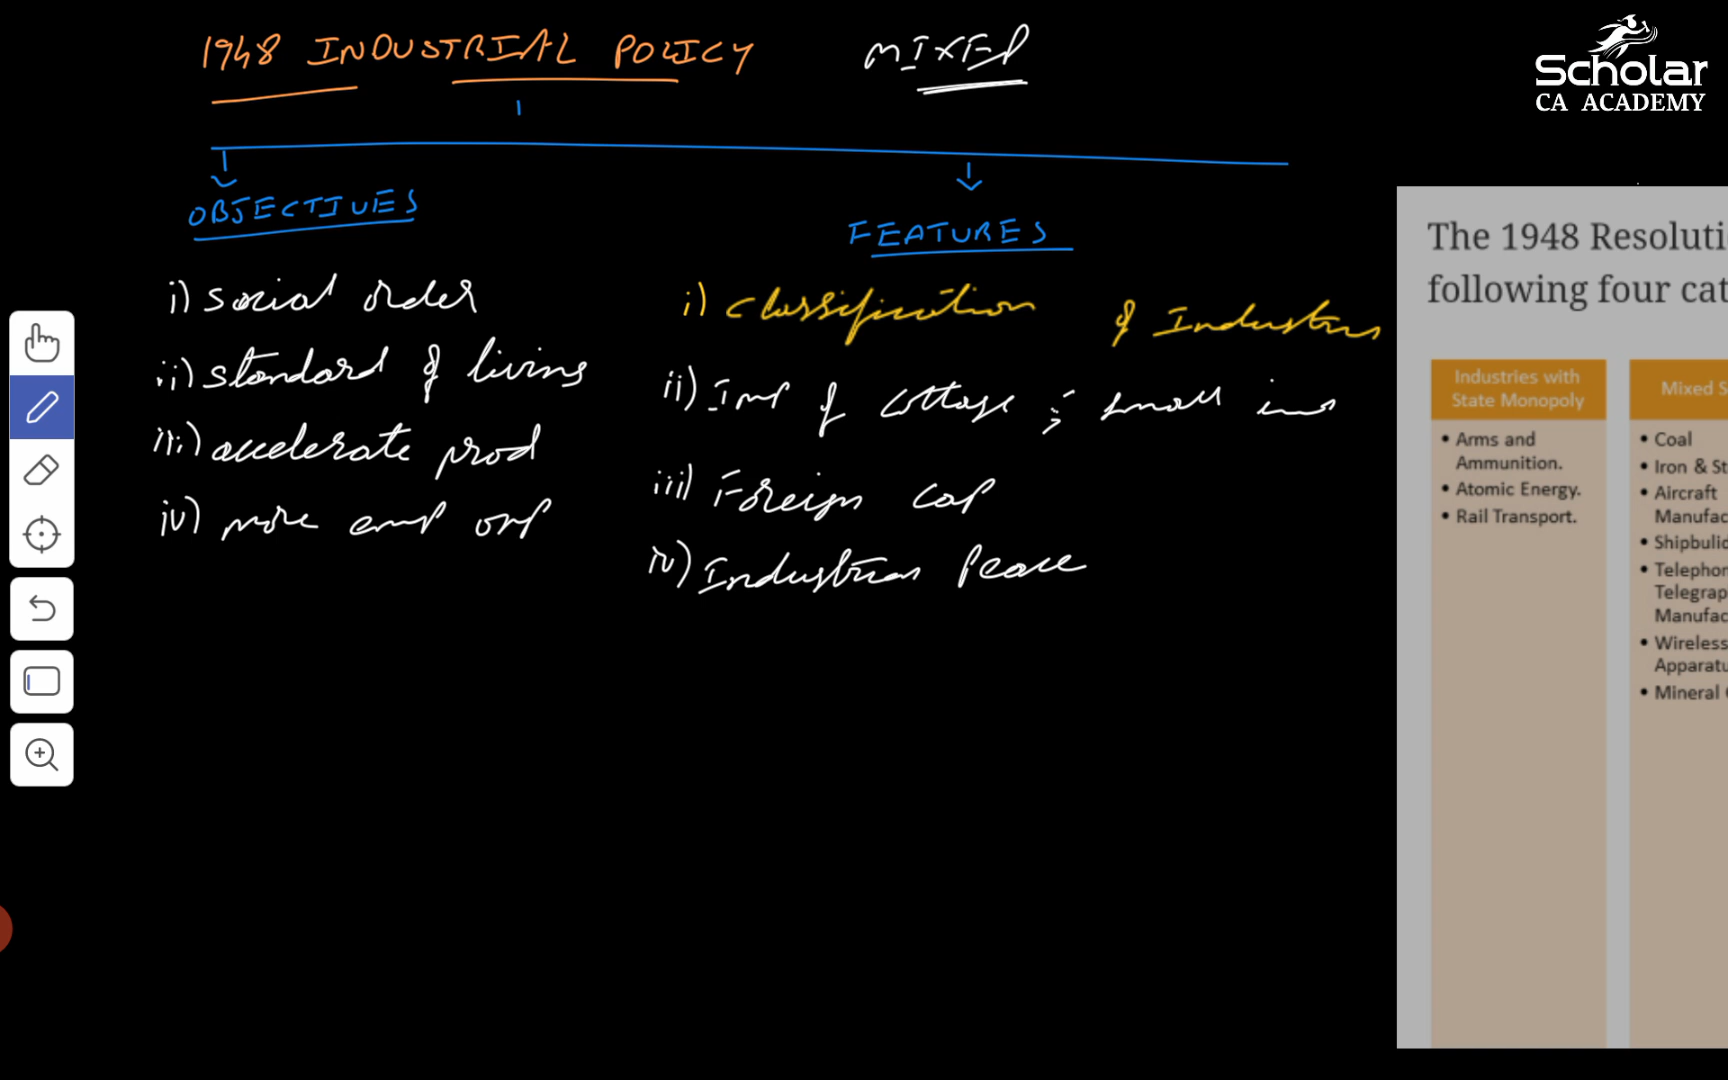 1948 INDUSTRIAL POLICY MIXED
Scholar
CA ACADEMY
OBJECTIVES
i) social order
ii) standard of living
iii) accelerate prod
iv) more emp opp
FEATURES
i) classification of Industries
ii) Imp of cottage & small ind
iii) Foreign cap
iv) Industrial Peace
The 1948 Resoluti
following four cat
Industries with
State Monopoly
• Arms and
Ammunition.
• Atomic Energy.
• Rail Transport.
Mixed S
• Coal
• Iron & St
• Aircraft
Manufac
• Shipbulid
• Telephon
Telegrap
Manufac
• Wireless
Apparatu
• Mineral